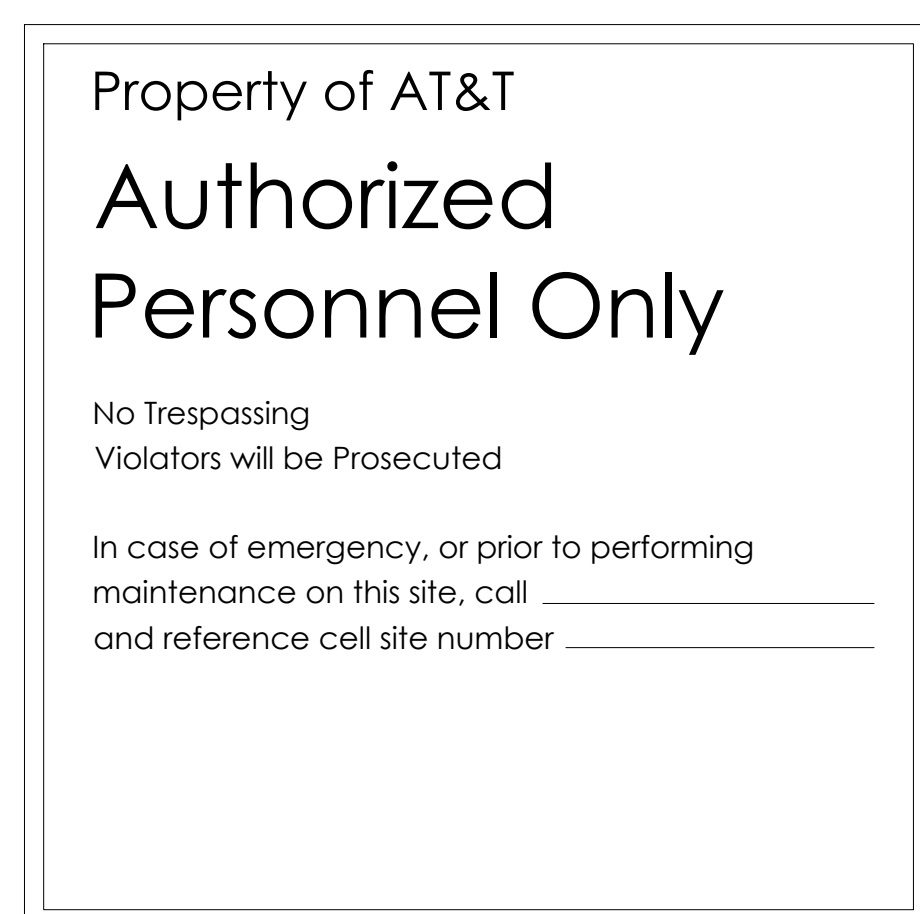 Property of AT&T
Authorized
Personnel Only
No Trespassing
Violators will be Prosecuted
In case of emergency, or prior to performing
maintenance on this site, call
and reference cell site number